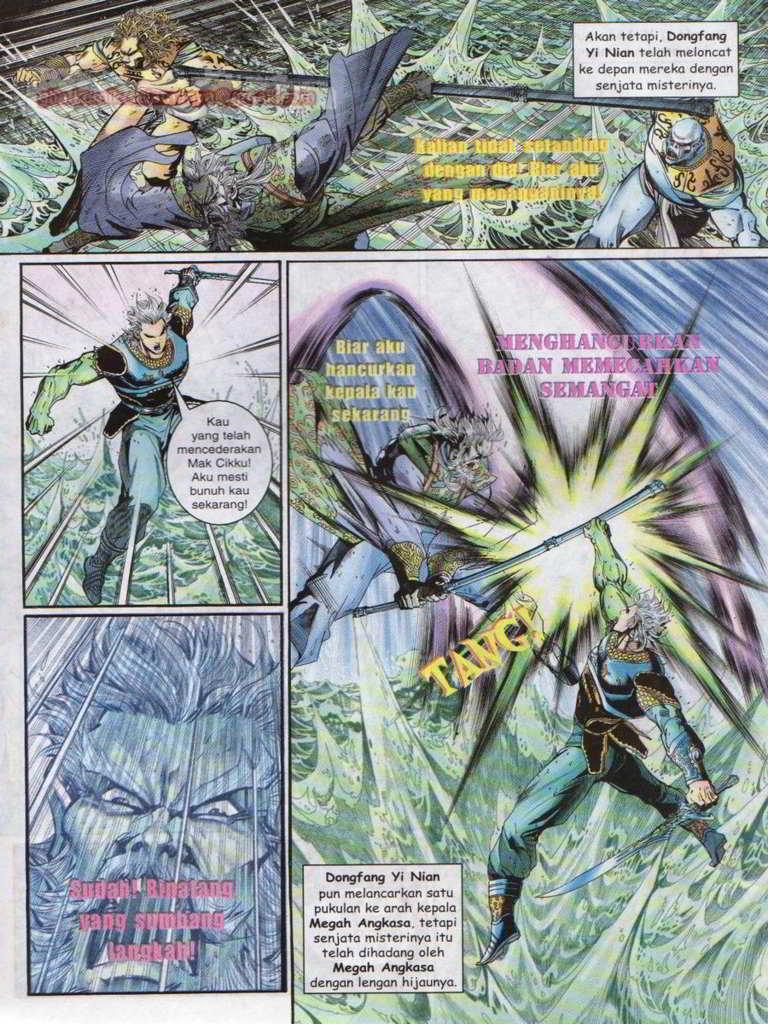 Akan tetapi, Dongfang
Yi Nian telah meloncat
ke depan mereka dengan
senjata misterinya.
Kalian tidak setanding
dengan dia! Biar aku
yang menanganinya!
Kau
yang telah
mencederakan
Mak Cikku!
Aku mesti
bunuh kau
sekarang!
Biar aku
hancurkan
kepala kau
sekarang
MENGHANCURKAN
BADAN MEMECAHKAN
SEMANGAT
TANG!
Sudah! Binatang
yang sumbang
langkah!
Dongfang Yi Nian
pun melancarkan satu
pukulan ke arah kepala
Megah Angkasa, tetapi
senjata misterinya itu
telah dihadang oleh
Megah Angkasa
dengan lengan hijaunya.